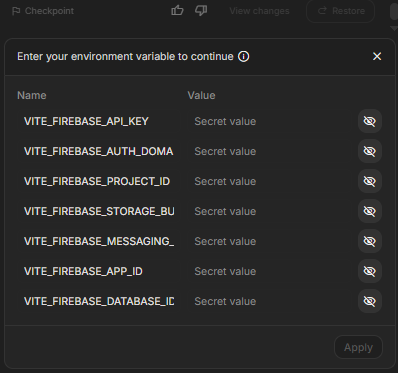 Checkpoint View changes Restore
Enter your environment variable to continue
Name Value
VITE_FIREBASE_API_KEY Secret value
VITE_FIREBASE_AUTH_DOMA Secret value
VITE_FIREBASE_PROJECT_ID Secret value
VITE_FIREBASE_STORAGE_BU Secret value
VITE_FIREBASE_MESSAGING_ Secret value
VITE_FIREBASE_APP_ID Secret value
VITE_FIREBASE_DATABASE_ID Secret value
Apply